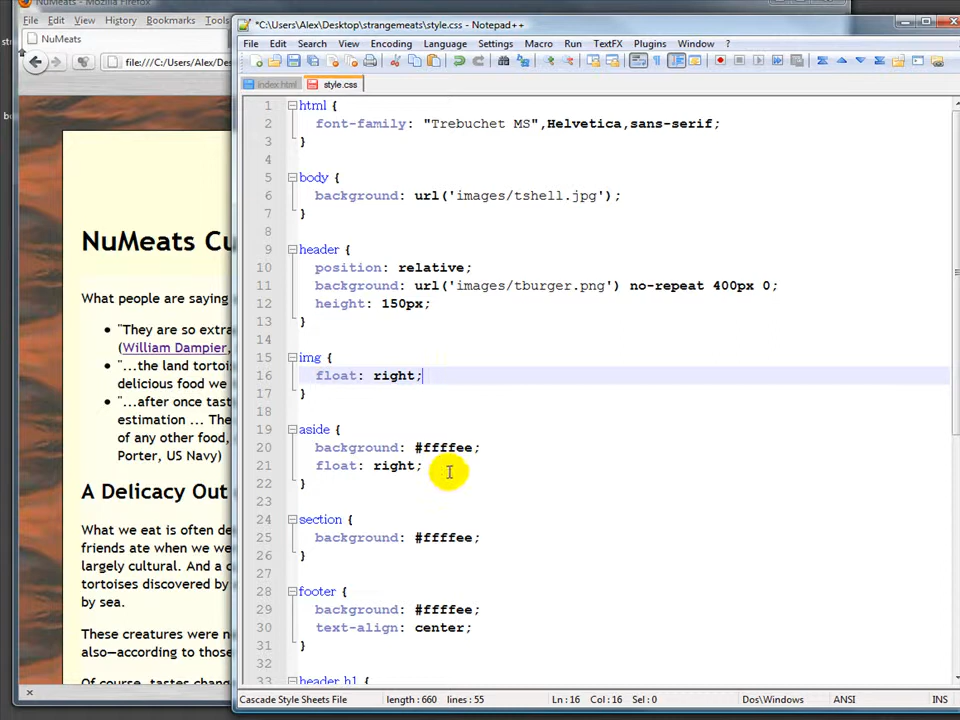 NuMeats - Mozilla Firefox
File Edit View History Bookmarks Tools
NuMeats
file:///C:/Users/Alex/Des
NuMeats Cu
What people are saying
• "They are so extra
(William Dampier,
• "...the land tortoi
delicious food we
• "...after once tast
estimation ... The
of any other food,
Porter, US Navy)
A Delicacy Out
What we eat is often de
friends ate when we we
largely cultural. And a c
tortoises discovered by
by sea.
These creatures were n
also—according to those
Of course, tastes chang
*C:\Users\Alex\Desktop\strangemeats\style.css - Notepad++
File Edit Search View Encoding Language Settings Macro Run TextFX Plugins Window ?
index.html style.css
1 html {
2 font-family: "Trebuchet MS",Helvetica,sans-serif;
3 }
4
5 body {
6 background: url('images/tshell.jpg');
7 }
8
9 header {
10 position: relative;
11 background: url('images/tburger.png') no-repeat 400px 0;
12 height: 150px;
13 }
14
15 img {
16 float: right;
17 }
18
19 aside {
20 background: #ffffee;
21 float: right;
22 }
23
24 section {
25 background: #ffffee;
26 }
27
28 footer {
29 background: #ffffee;
30 text-align: center;
31 }
32
33 header h1 {
Cascade Style Sheets File length : 660 lines : 55 Ln : 16 Col : 16 Sel : 0 Dos\Windows ANSI INS